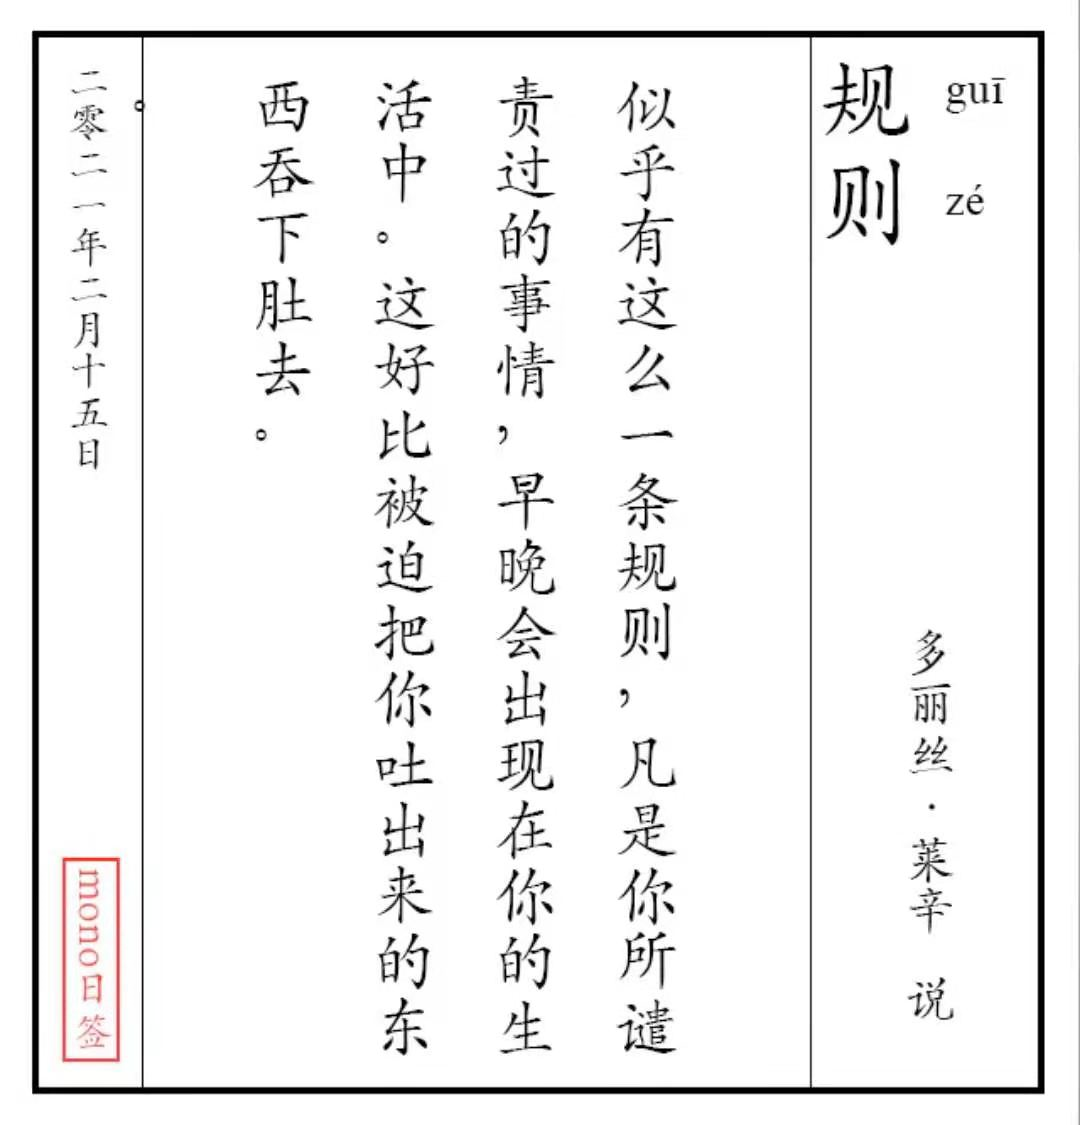 规则
guī
zé
多丽丝·莱辛 说
似乎有这么一条规则，凡是你所谴
责过的事情，早晚会出现在你的生
活中。这好比被迫把你吐出来的东
西吞下肚去。
。
二零二一年二月十五日
mono日签